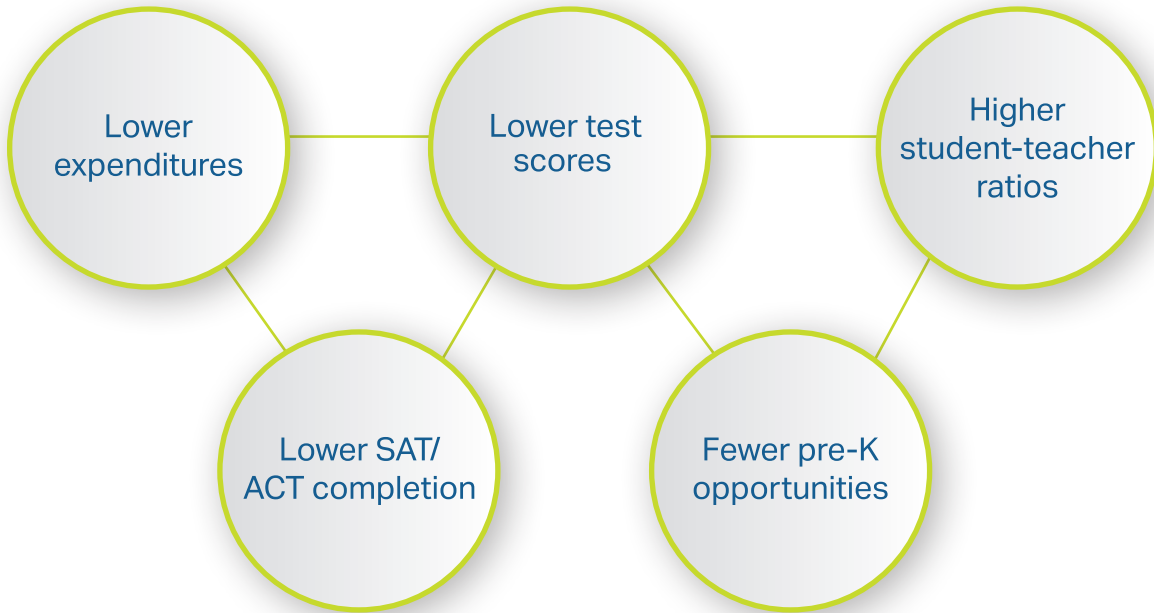 Lower
expenditures
Lower test
scores
Higher
student-teacher
ratios
Lower SAT/
ACT completion
Fewer pre-K
opportunities